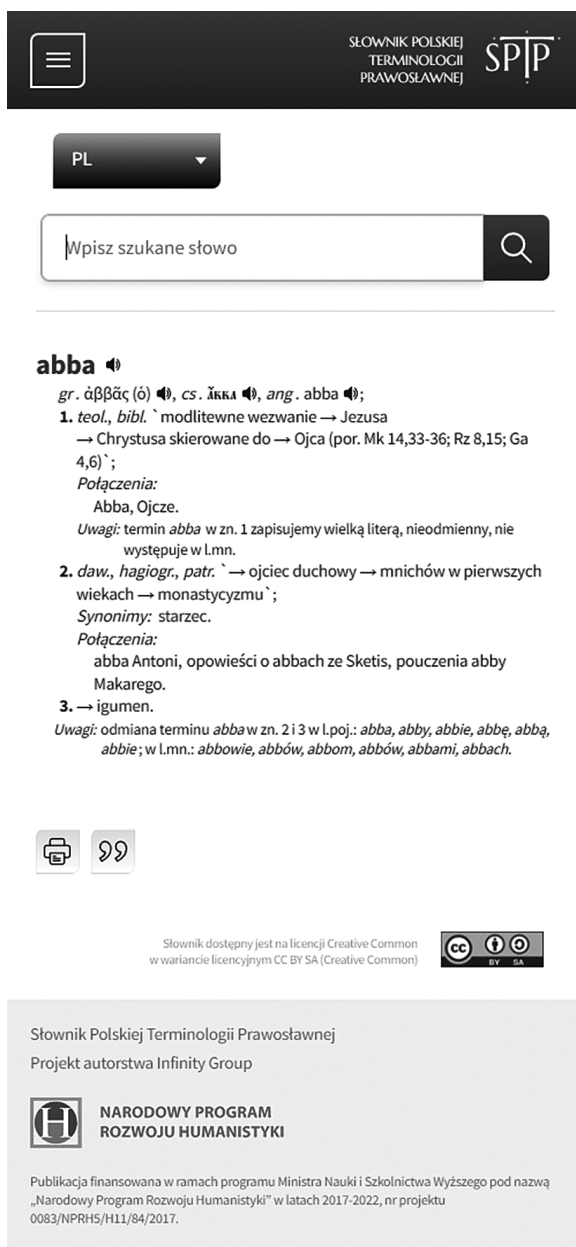 SŁOWNIK POLSKIEJ
TERMINOLOGII
PRAWOSŁAWNEJ
SPTP
PL
Wpisz szukane słowo
abba
gr. ἀββᾶς (ὁ), cs. а҆́вва, ang. abba;
1. teol., bibl. `modlitewne wezwanie → Jezusa
→ Chrystusa skierowane do → Ojca (por. Mk 14,33-36; Rz 8,15; Ga
4,6)`;
Połączenia:
Abba, Ojcze.
Uwagi: termin abba w zn. 1 zapisujemy wielką literą, nieodmienny, nie
występuje w l.mn.
2. daw., hagiogr., patr. `→ ojciec duchowy → mnichów w pierwszych
wiekach → monastycyzmu`;
Synonimy: starzec.
Połączenia:
abba Antoni, opowieści o abbach ze Sketis, pouczenia abby
Makarego.
3. → igumen.
Uwagi: odmiana terminu abba w zn. 2 i 3 w l.poj.: abba, abby, abbie, abbę, abbą,
abbie; w l.mn.: abbowie, abbów, abbom, abbów, abbami, abbach.
Słownik dostępny jest na licencji Creative Common
w wariancie licencyjnym CC BY SA (Creative Common)
cc
BY SA
Słownik Polskiej Terminologii Prawosławnej
Projekt autorstwa Infinity Group
H
NARODOWY PROGRAM
ROZWOJU HUMANISTYKI
Publikacja finansowana w ramach programu Ministra Nauki i Szkolnictwa Wyższego pod nazwą
„Narodowy Program Rozwoju Humanistyki” w latach 2017-2022, nr projektu
0083/NPRH5/H11/84/2017.